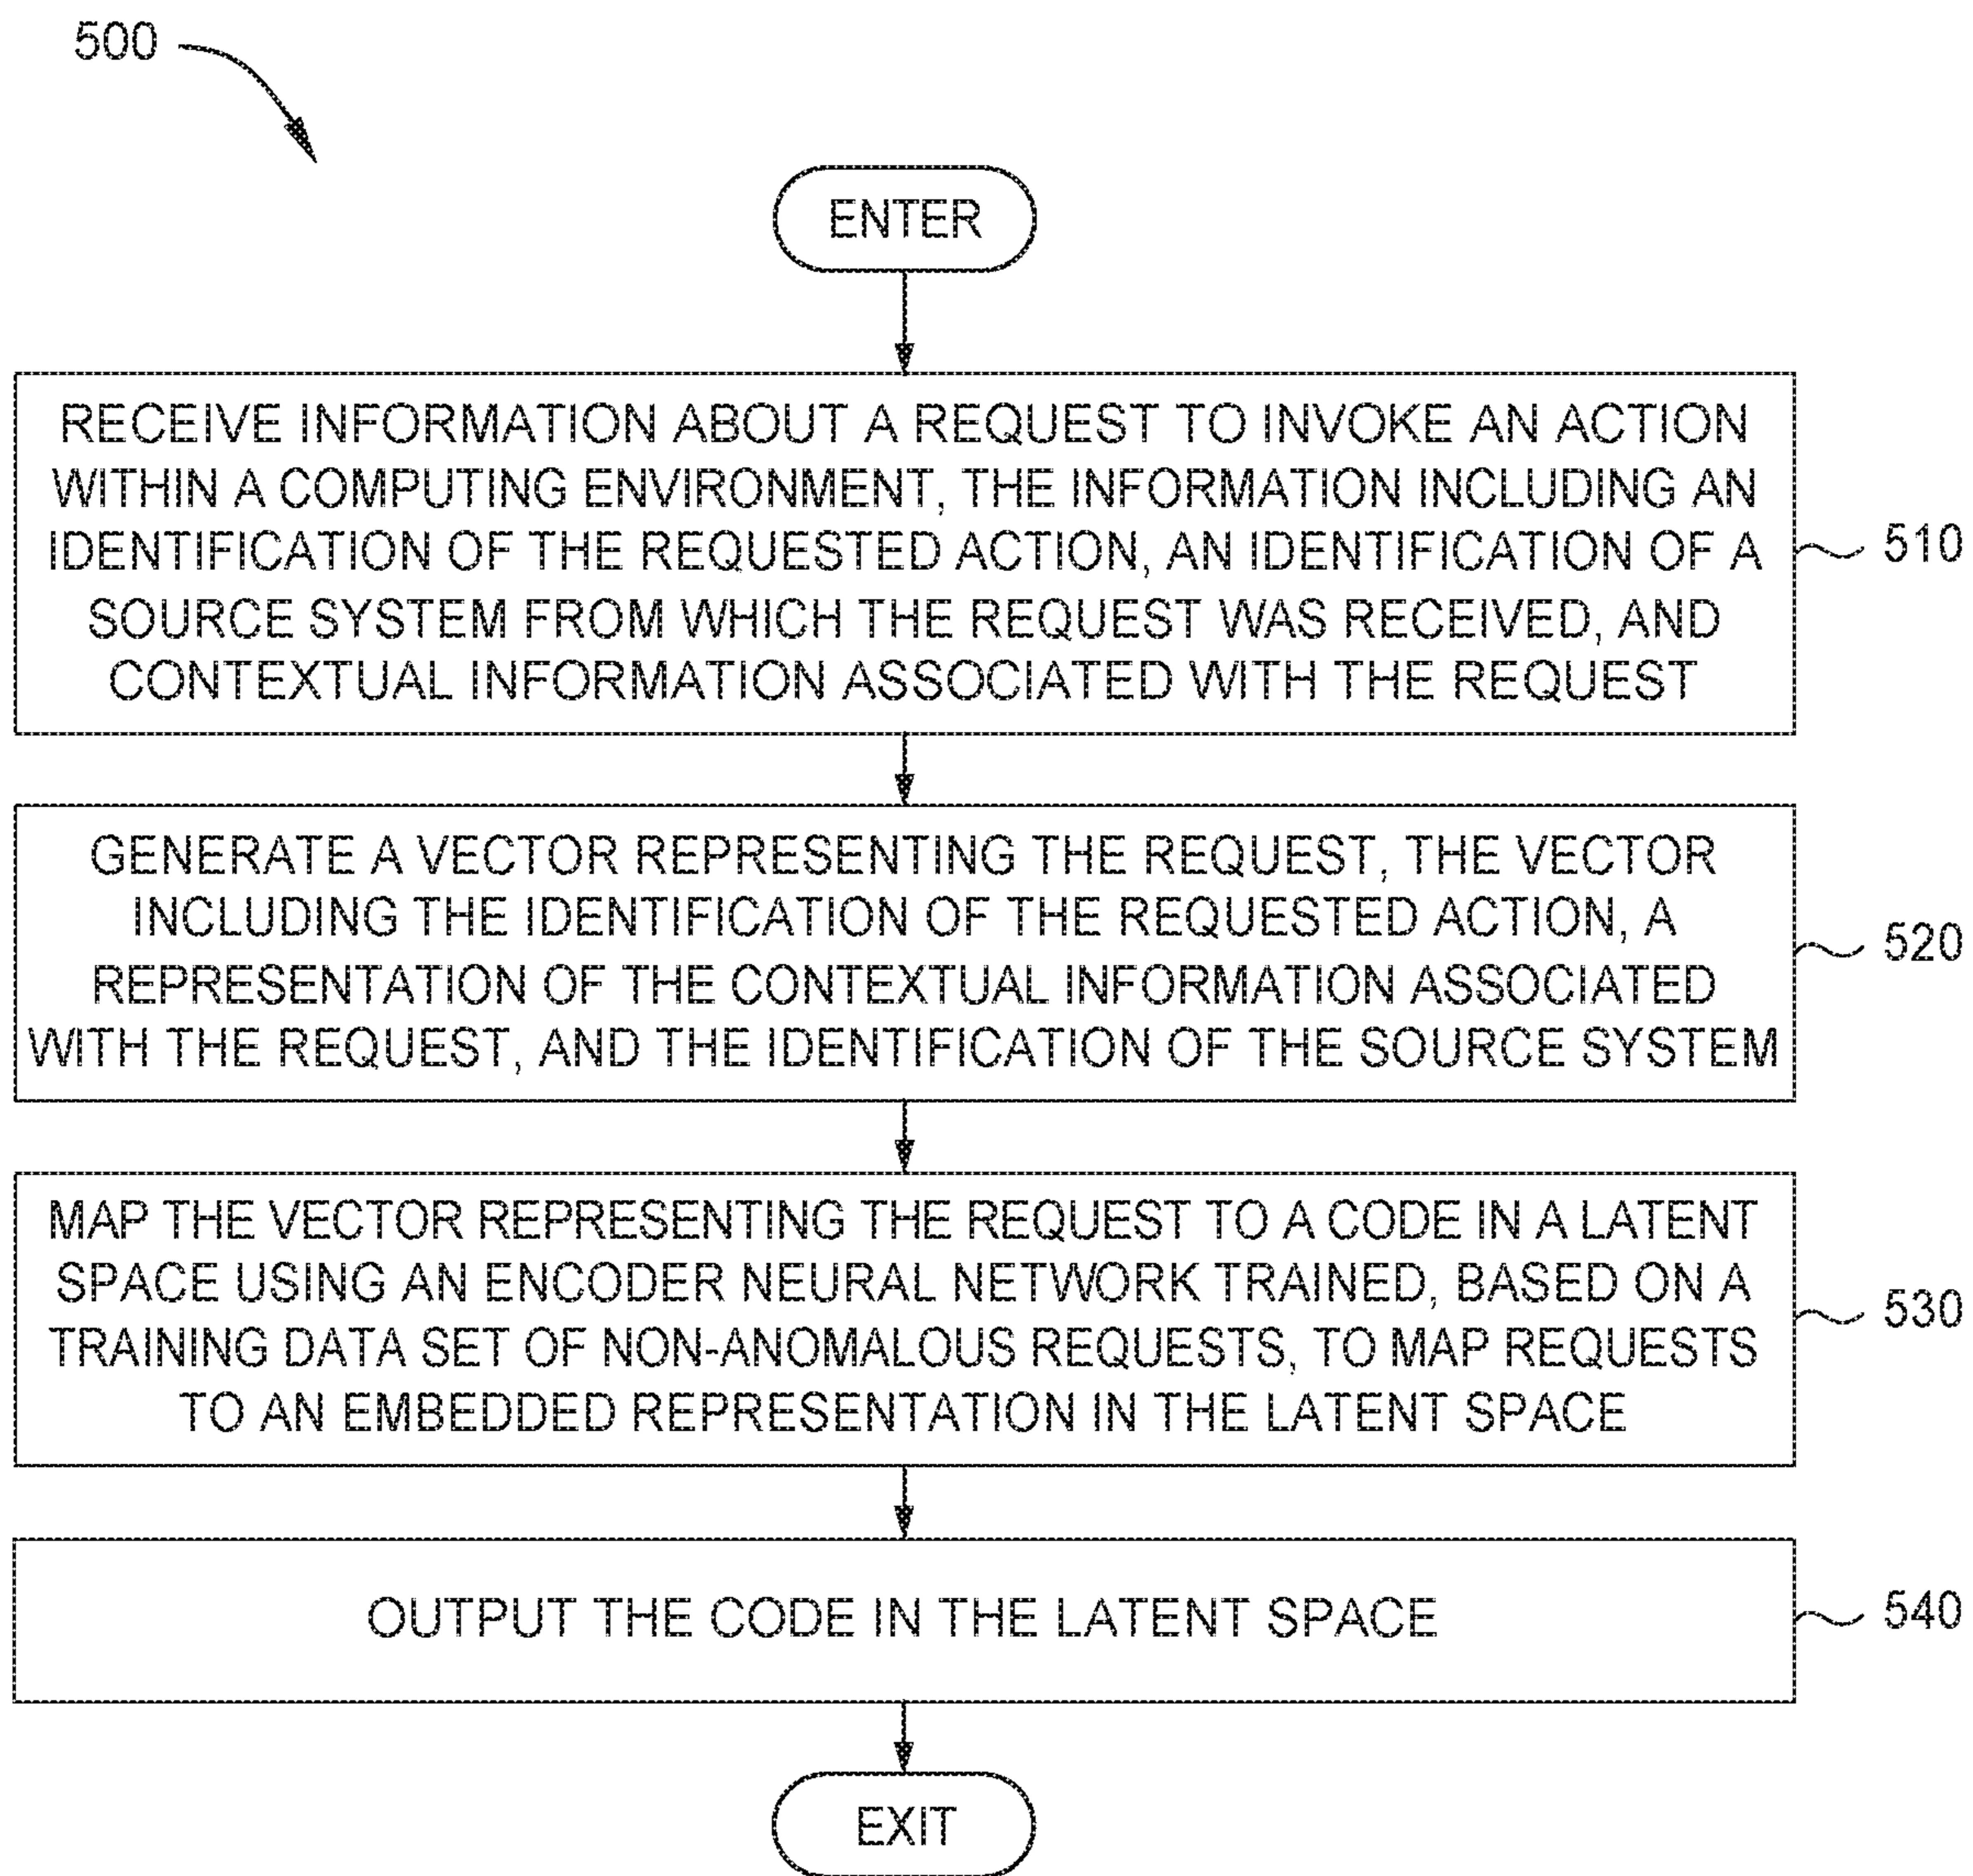 500
ENTER
RECEIVE INFORMATION ABOUT A REQUEST TO INVOKE AN ACTION
WITHIN A COMPUTING ENVIRONMENT, THE INFORMATION INCLUDING AN
IDENTIFICATION OF THE REQUESTED ACTION, AN IDENTIFICATION OF A
SOURCE SYSTEM FROM WHICH THE REQUEST WAS RECEIVED, AND
CONTEXTUAL INFORMATION ASSOCIATED WITH THE REQUEST
510
GENERATE A VECTOR REPRESENTING THE REQUEST, THE VECTOR
INCLUDING THE IDENTIFICATION OF THE REQUESTED ACTION, A
REPRESENTATION OF THE CONTEXTUAL INFORMATION ASSOCIATED
WITH THE REQUEST, AND THE IDENTIFICATION OF THE SOURCE SYSTEM
520
MAP THE VECTOR REPRESENTING THE REQUEST TO A CODE IN A LATENT
SPACE USING AN ENCODER NEURAL NETWORK TRAINED, BASED ON A
TRAINING DATA SET OF NON-ANOMALOUS REQUESTS, TO MAP REQUESTS
TO AN EMBEDDED REPRESENTATION IN THE LATENT SPACE
530
OUTPUT THE CODE IN THE LATENT SPACE
540
EXIT